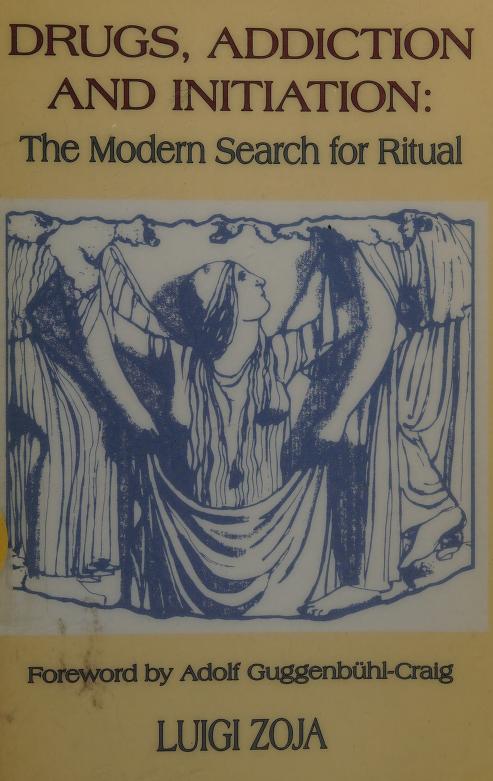 DRUGS, ADDICTION
AND INITIATION:
The Modern Search for Ritual
Foreword by Adolf Guggenbühl-Craig
LUIGI ZOJA